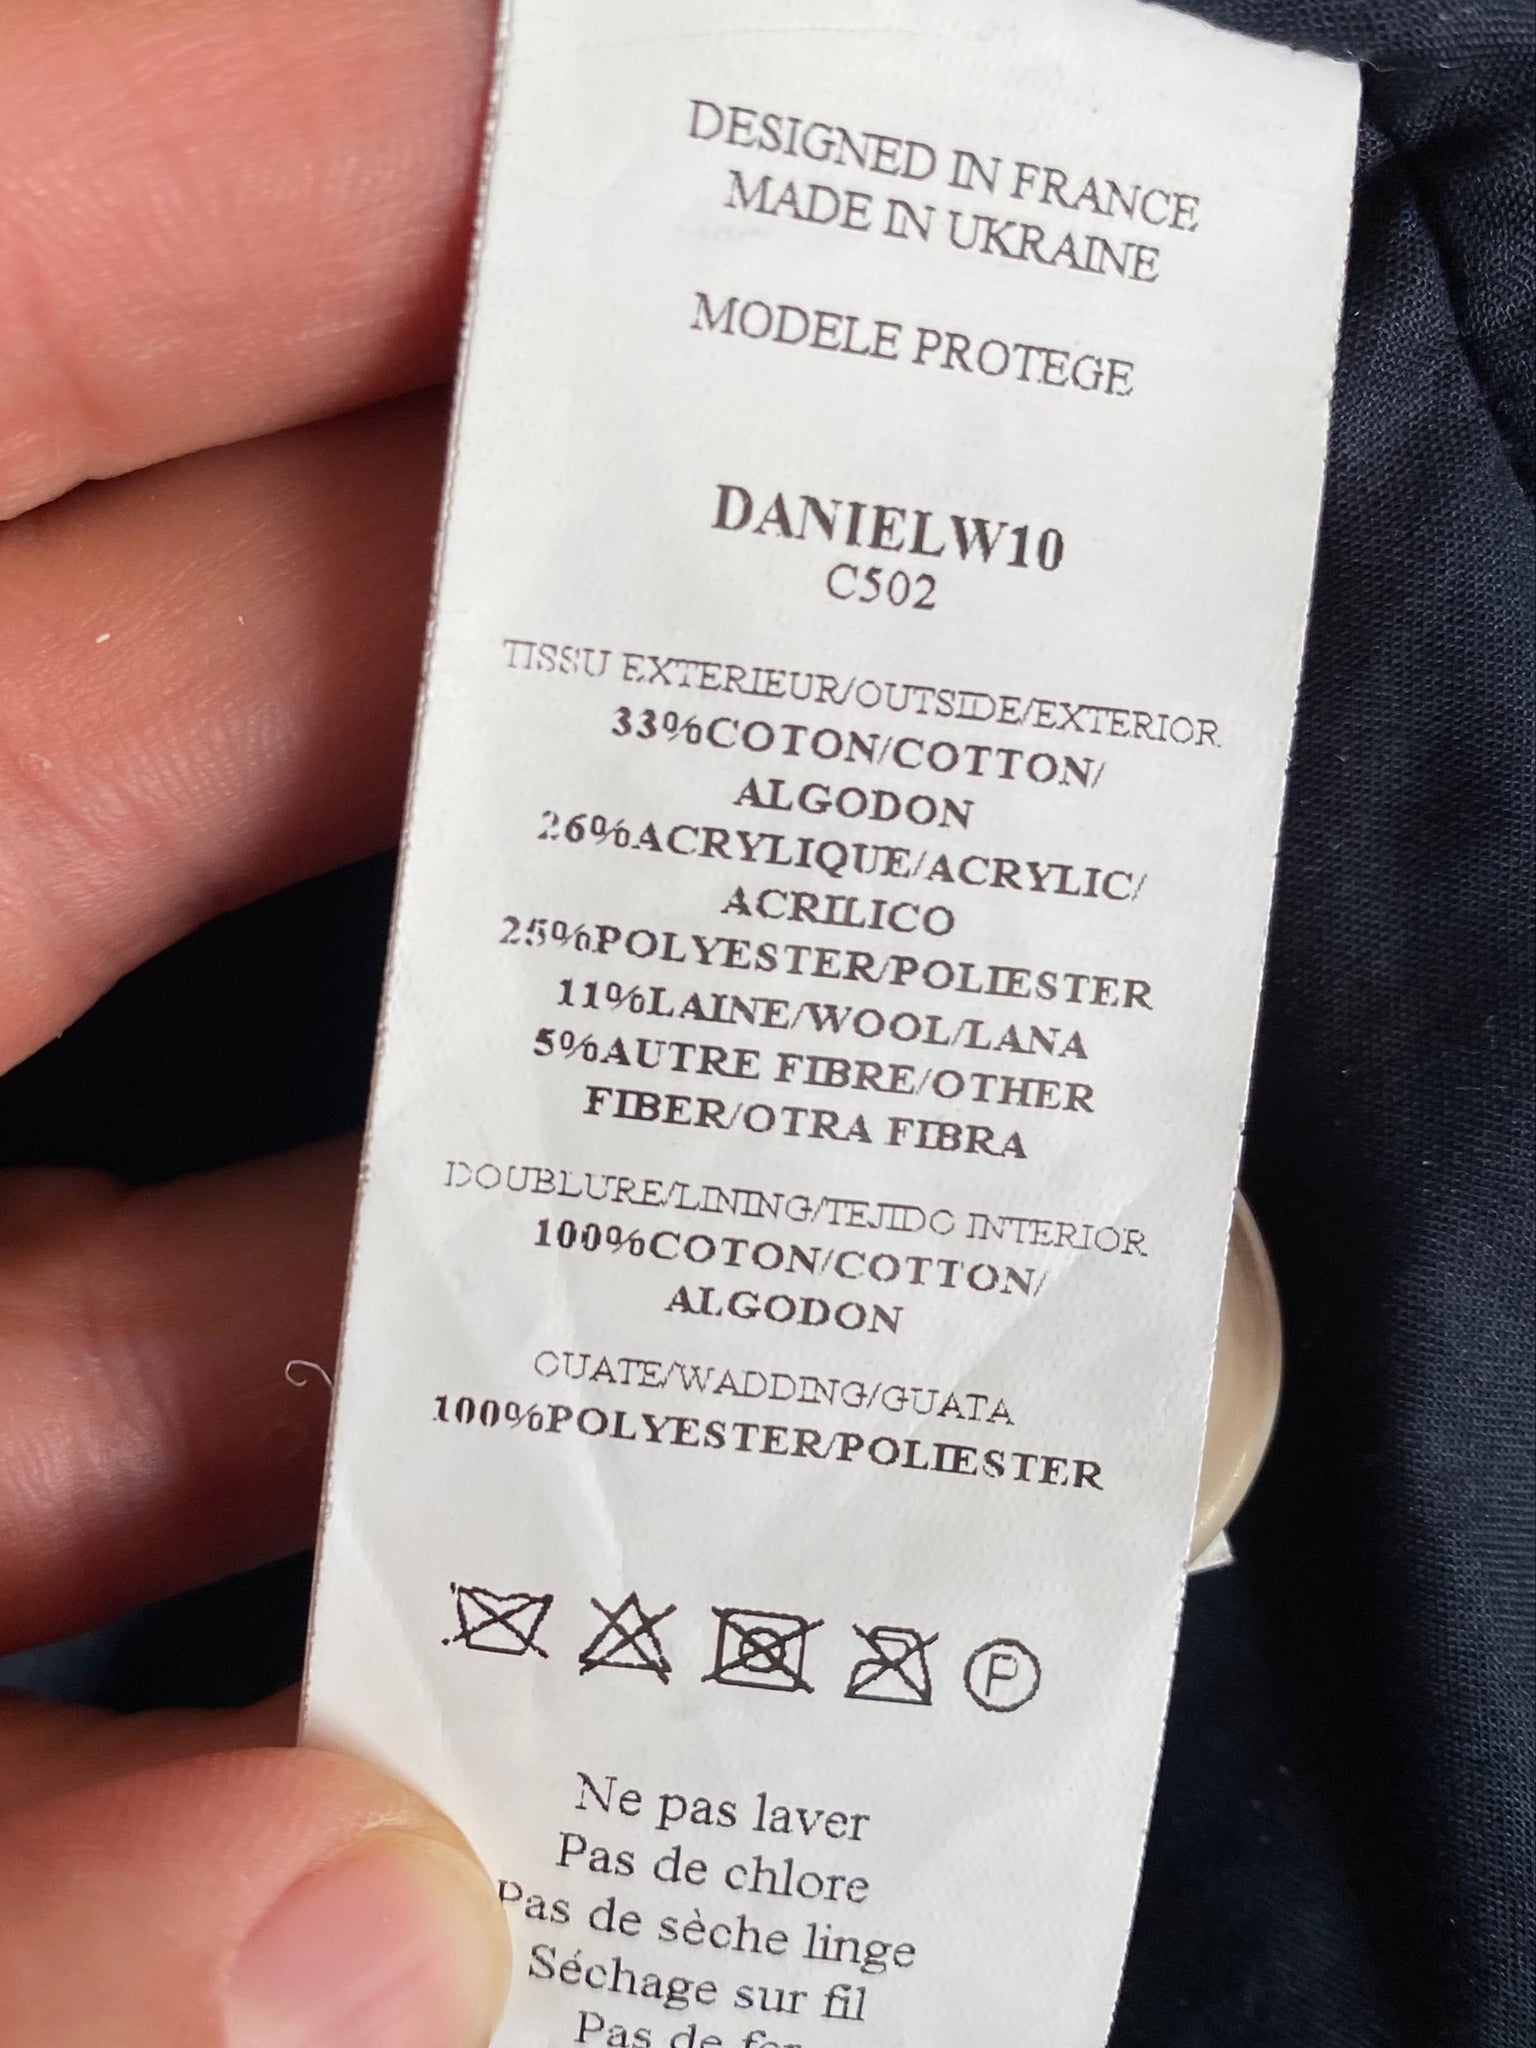 DESIGNED IN FRANCE
MADE IN UKRAINE
MODELE PROTEGE
DANIELW10
C502
TISSU EXTERIEUR/OUTSIDE/EXTERIOR
33%COTON/COTTON/
ALGODON
26%ACRYLIQUE/ACRYLIC/
ACRILICO
25%POLYESTER/POLIESTER
11%LAINE/WOOL/LANA
5%AUTRE FIBRE/OTHER
FIBER/OTRA FIBRA
DOUBLURE/LINING/TEJIDO INTERIOR
100%COTON/COTTON/
ALGODON
OUATE/WADDING/GUATA
100%POLYESTER/POLIESTER
P
Ne pas laver
Pas de chlore
Pas de sèche linge
Séchage sur fil
Pas de fer